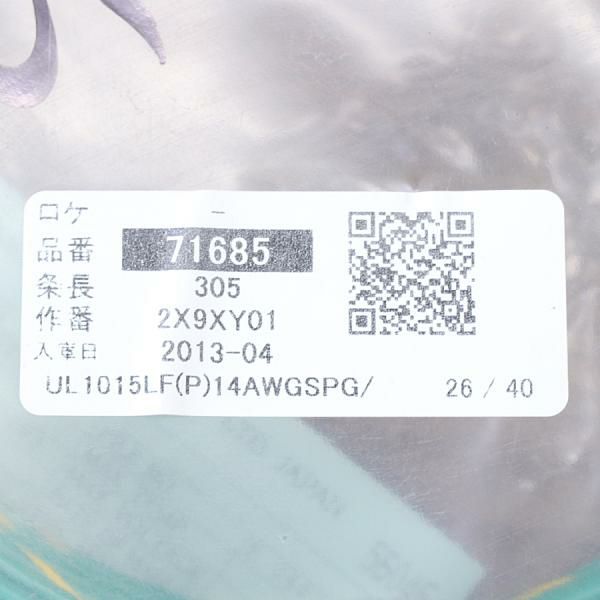 ロケ –
品番 71685
条長 305
作番 2X9XY01
入庫日 2013-04
UL1015LF(P)14AWGSPG/ 26 / 40
JAPAN